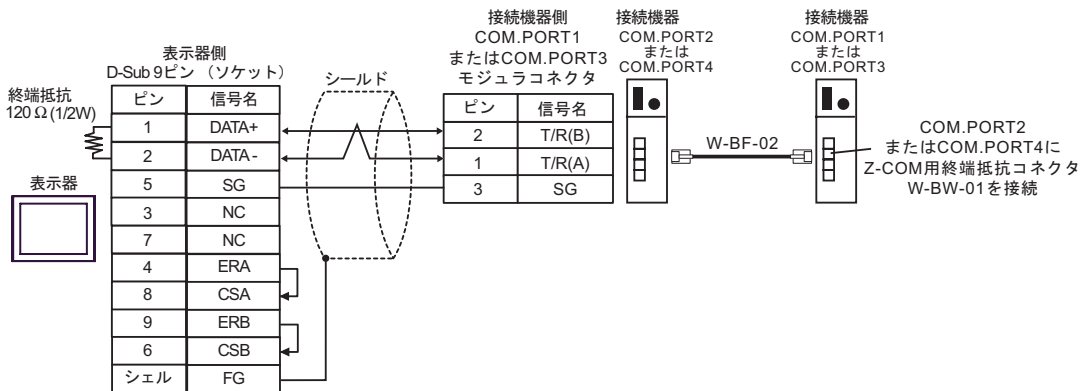 表示器側
D-Sub 9ピン （ソケット）
終端抵抗
120 Ω (1/2W)
表示器
ピン 信号名
1 DATA+
2 DATA-
5 SG
3 NC
7 NC
4 ERA
8 CSA
9 ERB
6 CSB
シェル FG
シールド
接続機器側
COM.PORT1
またはCOM.PORT3
モジュラコネクタ
ピン 信号名
2 T/R(B)
1 T/R(A)
3 SG
接続機器
COM.PORT2
または
COM.PORT4
W-BF-02
接続機器
COM.PORT1
または
COM.PORT3
COM.PORT2
またはCOM.PORT4に
Z-COM用終端抵抗コネクタ
W-BW-01を接続